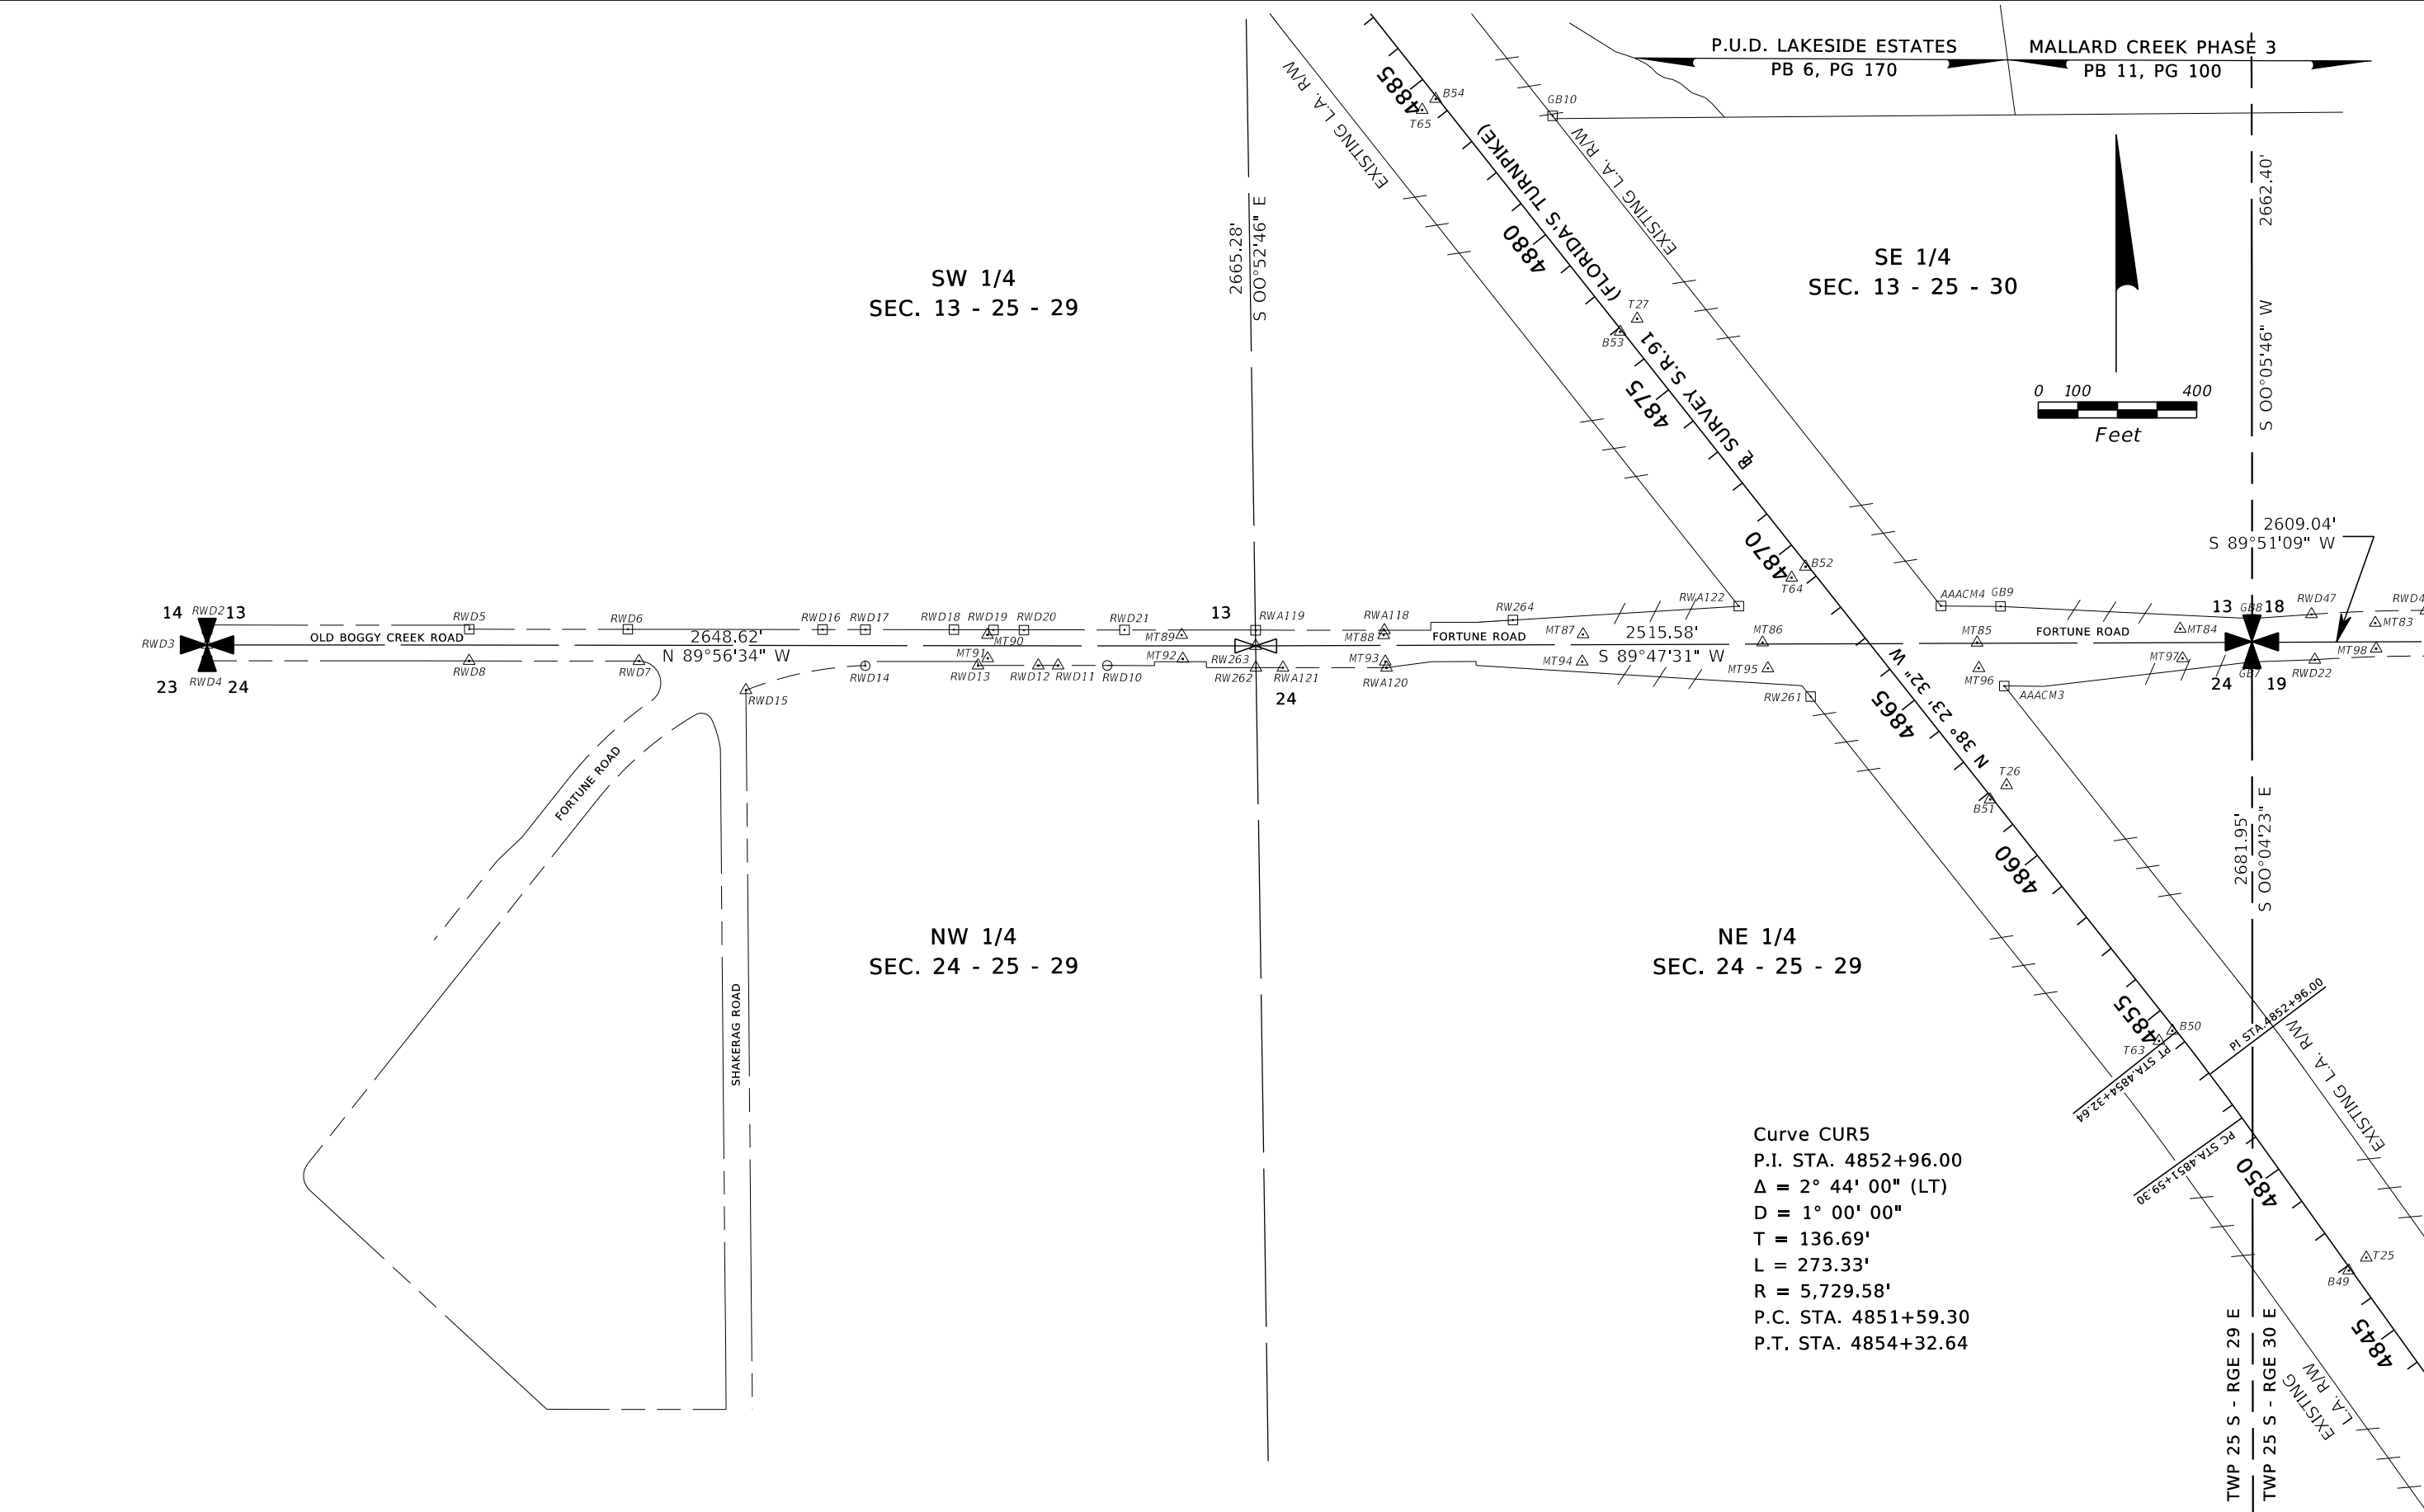 P.U.D. LAKESIDE ESTATES
PB 6, PG 170
MALLARD CREEK PHASE 3
PB 11, PG 100
EXISTING L.A. R/W
4885
B54
T65
GB10
EXISTING L.A. R/W
2665.28'
S 00°52'46" E
2662.40'
S 00°05'46" W
SW 1/4
SEC. 13 - 25 - 29
SE 1/4
SEC. 13 - 25 - 30
℄ SURVEY S.R.91 (FLORIDA'S TURNPIKE)
4880
T27
B53
4875
0 100 400
Feet
2609.04'
S 89°51'09" W
4870
B52
T64
14 RWD2 13
RWD3
23 RWD4 24
OLD BOGGY CREEK ROAD
RWD5
RWD6
RWD16
RWD17
RWD18
RWD19
RWD20
RWD21
MT90
MT91
MT89
MT92
2648.62'
N 89°56'34" W
RWD8
RWD7
RWD15
RWD14
RWD13
RWD12
RWD11
RWD10
13
RWA119
RW263
RW262
RWA121
24
RWA118
MT88
MT93
RWA120
FORTUNE ROAD
RW264
MT87
MT94
2515.58'
S 89°47'31" W
RWA122
MT86
MT95
RW261
AAACM4
GB9
MT85
MT96
AAACM3
FORTUNE ROAD
MT84
MT97
13 GB8 18
24 GB7 19
RWD47
MT83
MT98
RWD22
RWD4
4865
N 38° 23' 32" W
T26
B51
4860
FORTUNE ROAD
SHAKERAG ROAD
2681.95'
S 00°04'23" E
NW 1/4
SEC. 24 - 25 - 29
NE 1/4
SEC. 24 - 25 - 29
4855
B50
T63
PI STA.4852+96.00
PT STA.4854+32.64
PC STA.4851+59.30
EXISTING L.A. R/W
4850
T25
B49
4845
Curve CUR5
P.I. STA. 4852+96.00
Δ = 2° 44' 00" (LT)
D = 1° 00' 00"
T = 136.69'
L = 273.33'
R = 5,729.58'
P.C. STA. 4851+59.30
P.T. STA. 4854+32.64
TWP 25 S - RGE 29 E
TWP 25 S - RGE 30 E
EXISTING
L.A. R/W